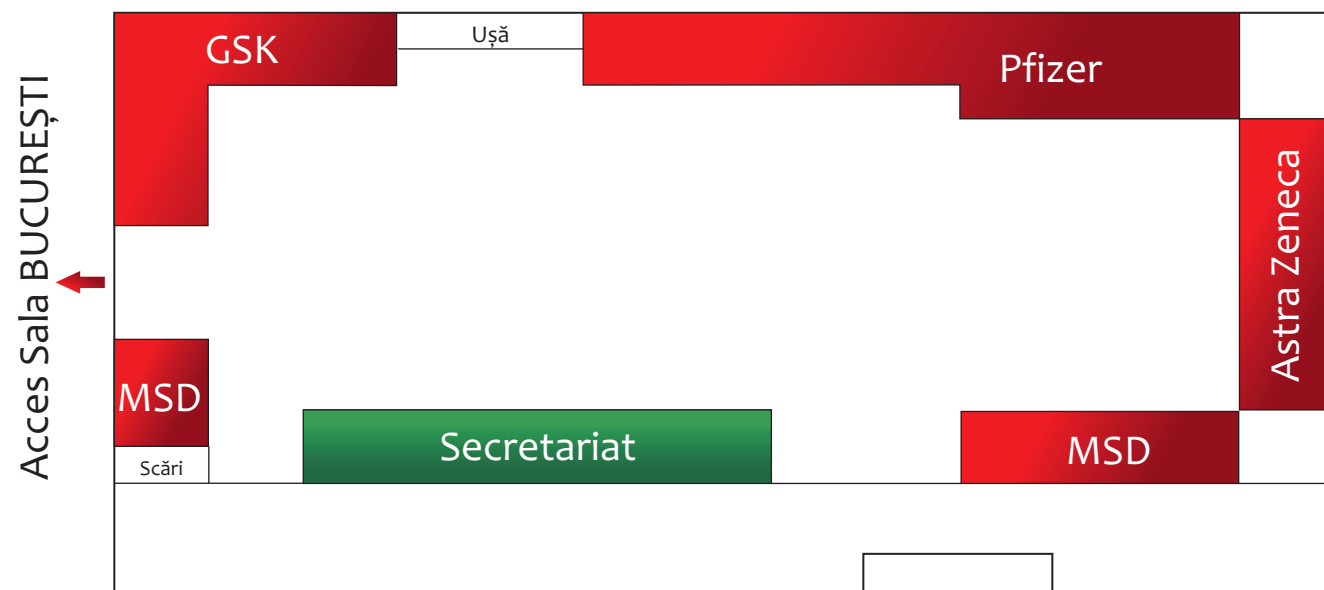 GSK
Ușă
Pfizer
Acces Sala BUCUREȘTI
Astra Zeneca
MSD
Secretariat
MSD
Scări